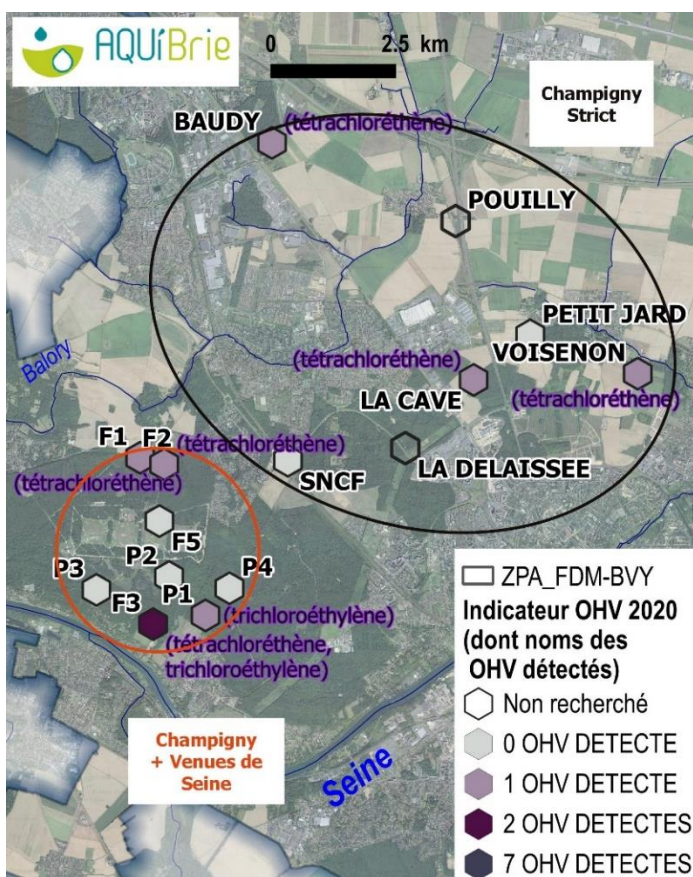 AQUiBrie
0 2.5 km
Champigny
Strict
BAUDY
(tétrachloréthène)
POUILLY
PETIT JARD
VOISENON
(tétrachloréthène)
LA CAVE
(tétrachloréthène)
Balory
F1 F2
(tétrachloréthène)
(tétrachloréthène)
SNCF
LA DELAISSEE
F5
P2
P3
P4
F3
P1
(trichloroéthylène)
(tétrachloréthène,
trichloroéthylène)
Champigny
+ Venues de
Seine
Seine
ZPA_FDM-BVY
Indicateur OHV 2020
(dont noms des
OHV détectés)
Non recherché
0 OHV DETECTE
1 OHV DETECTE
2 OHV DETECTES
7 OHV DETECTES